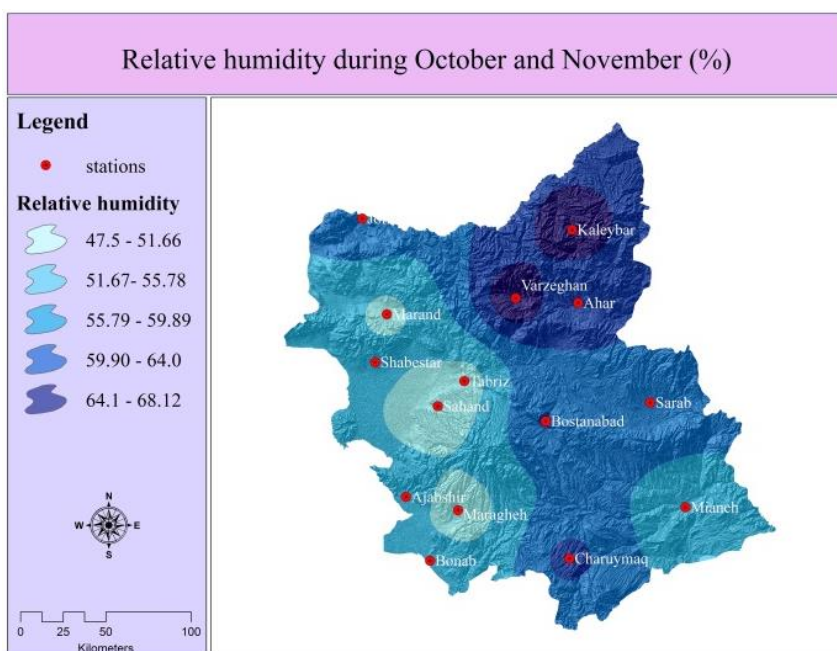 Relative humidity during October and November (%)
Legend
stations
Relative humidity
47.5 - 51.66
51.67- 55.78
55.79 - 59.89
59.90 - 64.0
64.1 - 68.12
N
W
E
S
0 25 50 100
Kilometers
Kaleybar
Varzeghan
Ahar
Marand
Shabestar
Tabriz
Sahand
Sarab
Bostanabad
Ajabshir
Maragheh
Mianeh
Bonab
Charuymaq